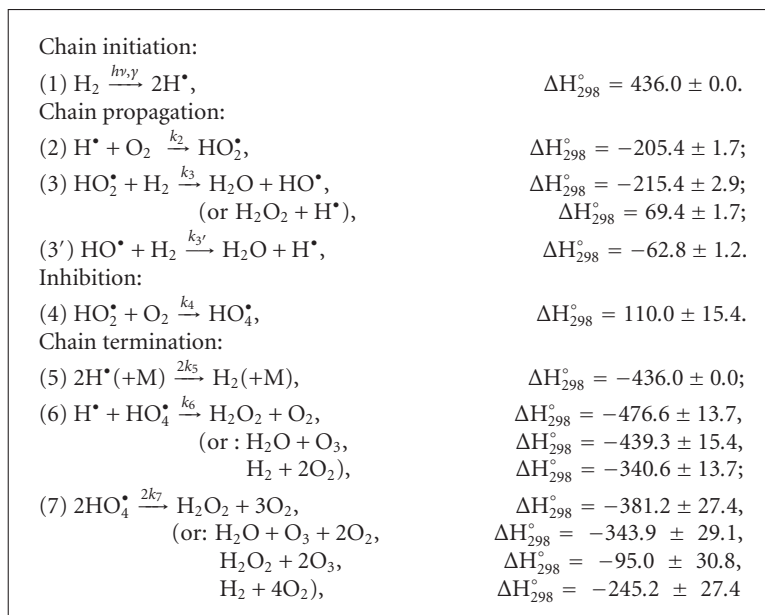 Chain initiation:
(1) H₂ —hν,γ→ 2H•, ΔH°₂₉₈ = 436.0 ± 0.0.
Chain propagation:
(2) H• + O₂ —k₂→ HO₂•, ΔH°₂₉₈ = −205.4 ± 1.7;
(3) HO₂• + H₂ —k₃→ H₂O + HO•, ΔH°₂₉₈ = −215.4 ± 2.9;
(or H₂O₂ + H•), ΔH°₂₉₈ = 69.4 ± 1.7;
(3′) HO• + H₂ —k₃′→ H₂O + H•, ΔH°₂₉₈ = −62.8 ± 1.2.
Inhibition:
(4) HO₂• + O₂ —k₄→ HO₄•, ΔH°₂₉₈ = 110.0 ± 15.4.
Chain termination:
(5) 2H•(+M) —2k₅→ H₂(+M), ΔH°₂₉₈ = −436.0 ± 0.0;
(6) H• + HO₄• —k₆→ H₂O₂ + O₂, ΔH°₂₉₈ = −476.6 ± 13.7,
(or : H₂O + O₃, ΔH°₂₉₈ = −439.3 ± 15.4,
H₂ + 2O₂), ΔH°₂₉₈ = −340.6 ± 13.7;
(7) 2HO₄• —2k₇→ H₂O₂ + 3O₂, ΔH°₂₉₈ = −381.2 ± 27.4,
(or: H₂O + O₃ + 2O₂, ΔH°₂₉₈ = −343.9 ± 29.1,
H₂O₂ + 2O₃, ΔH°₂₉₈ = −95.0 ± 30.8,
H₂ + 4O₂), ΔH°₂₉₈ = −245.2 ± 27.4